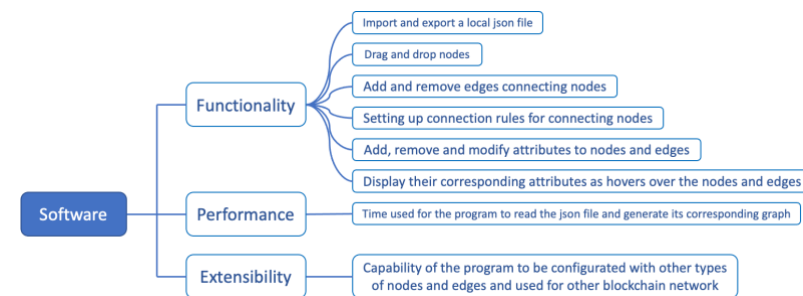 Import and export a local json file
Drag and drop nodes
Add and remove edges connecting nodes
Functionality
Setting up connection rules for connecting nodes
Add, remove and modify attributes to nodes and edges
Display their corresponding attributes as hovers over the nodes and edges
Software
Performance
Time used for the program to read the json file and generate its corresponding graph
Extensibility
Capability of the program to be configurated with other types
of nodes and edges and used for other blockchain network